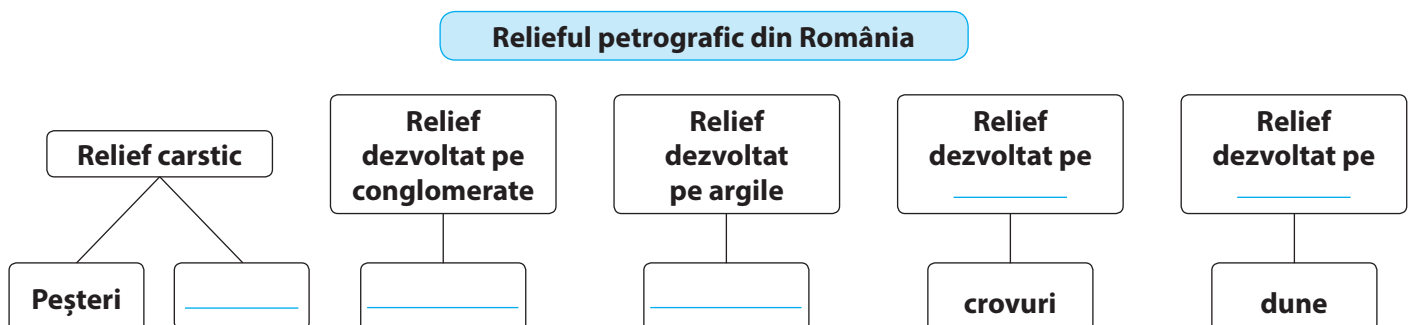 Relieful petrografic din România
Relief carstic
Relief
dezvoltat pe
conglomerate
Relief
dezvoltat
pe argile
Relief
dezvoltat pe
Relief
dezvoltat pe
Peșteri
crovuri
dune